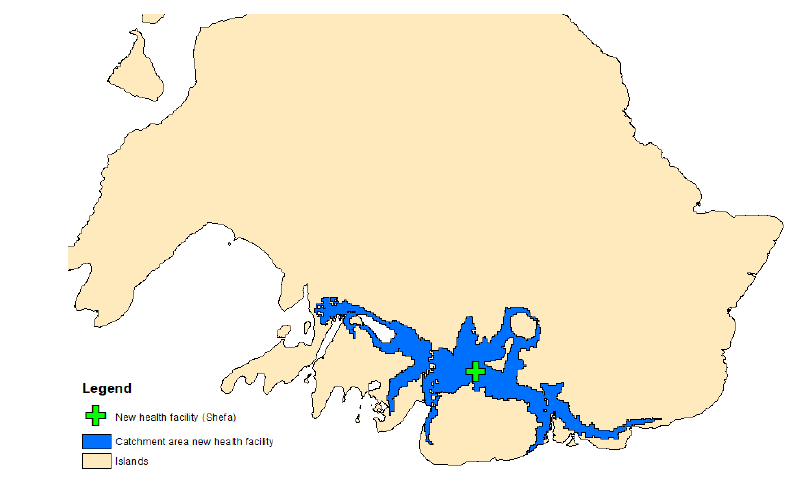 Legend
New health facility (Shefa)
Catchment area new health facility
Islands